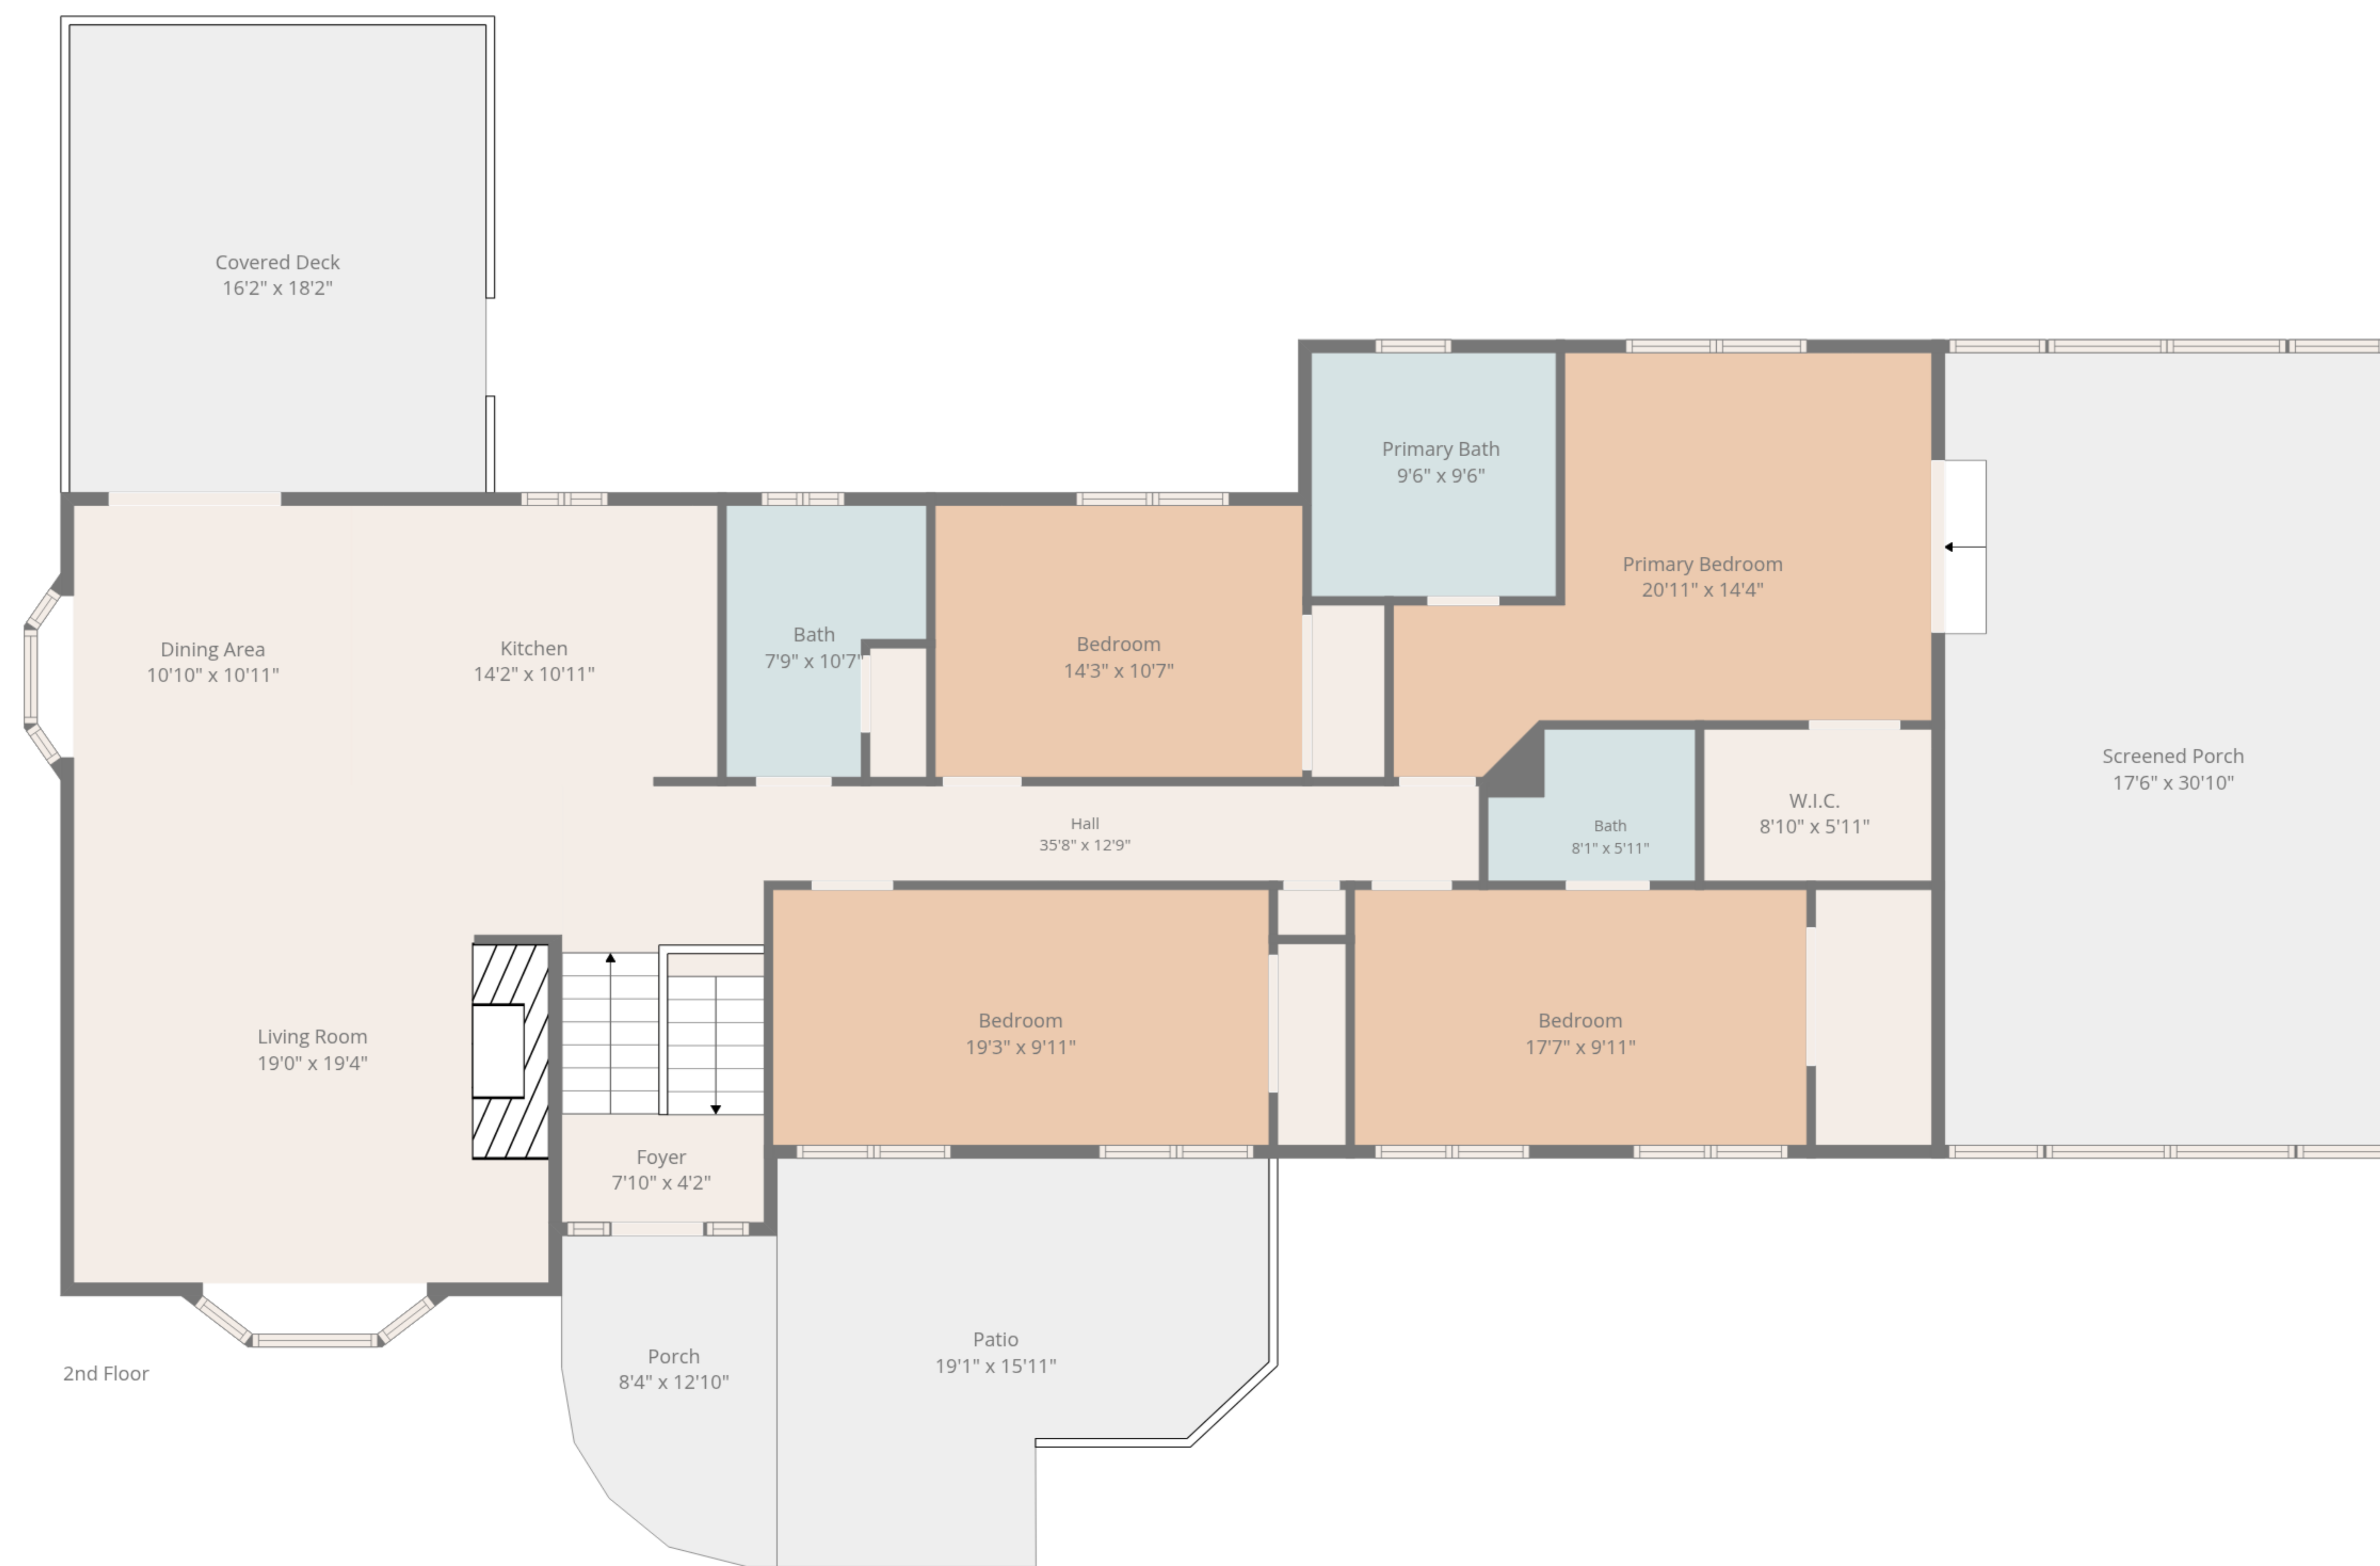 Covered Deck
16'2" x 18'2"
Primary Bath
9'6" x 9'6"
Primary Bedroom
20'11" x 14'4"
Dining Area
10'10" x 10'11"
Kitchen
14'2" x 10'11"
Bath
7'9" x 10'7"
Bedroom
14'3" x 10'7"
Screened Porch
17'6" x 30'10"
Hall
35'8" x 12'9"
Bath
8'1" x 5'11"
W.I.C.
8'10" x 5'11"
Living Room
19'0" x 19'4"
Bedroom
19'3" x 9'11"
Bedroom
17'7" x 9'11"
Foyer
7'10" x 4'2"
Porch
8'4" x 12'10"
Patio
19'1" x 15'11"
2nd Floor